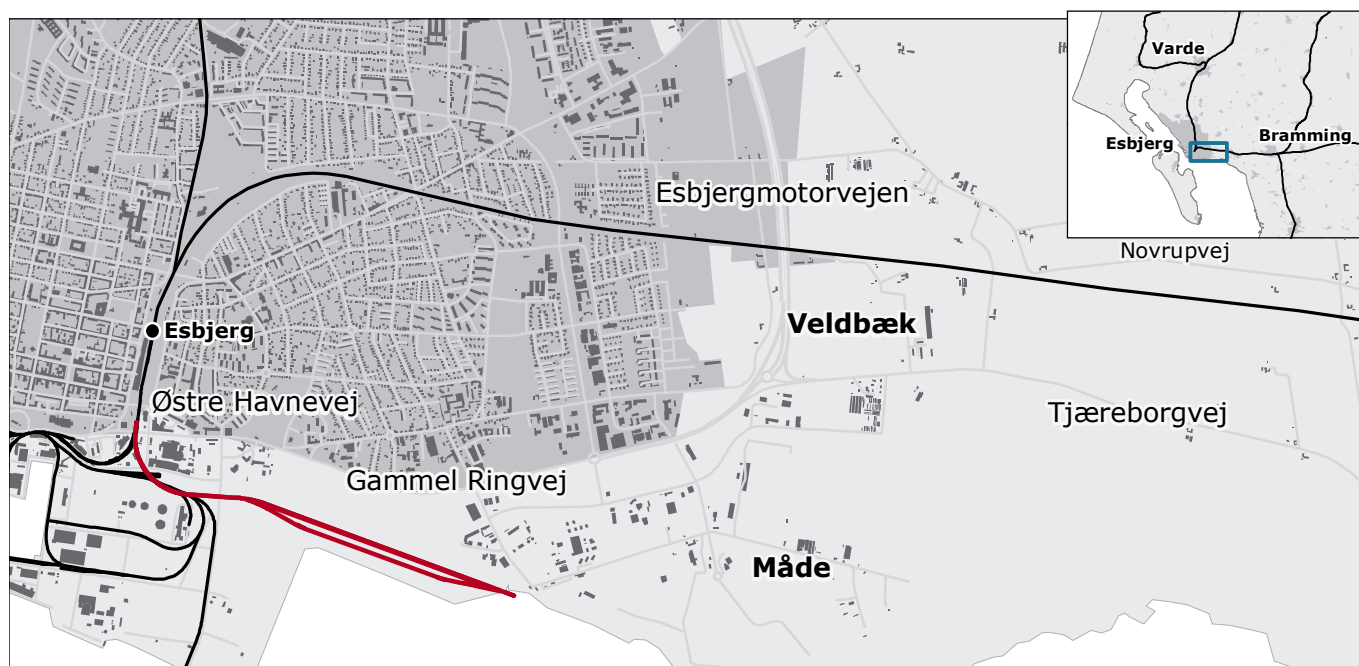 Varde
Esbjerg
Bramming
Esbjergmotorvejen
Novrupvej
Veldbæk
Esbjerg
Østre Havnevej
Tjæreborgvej
Gammel Ringvej
Måde